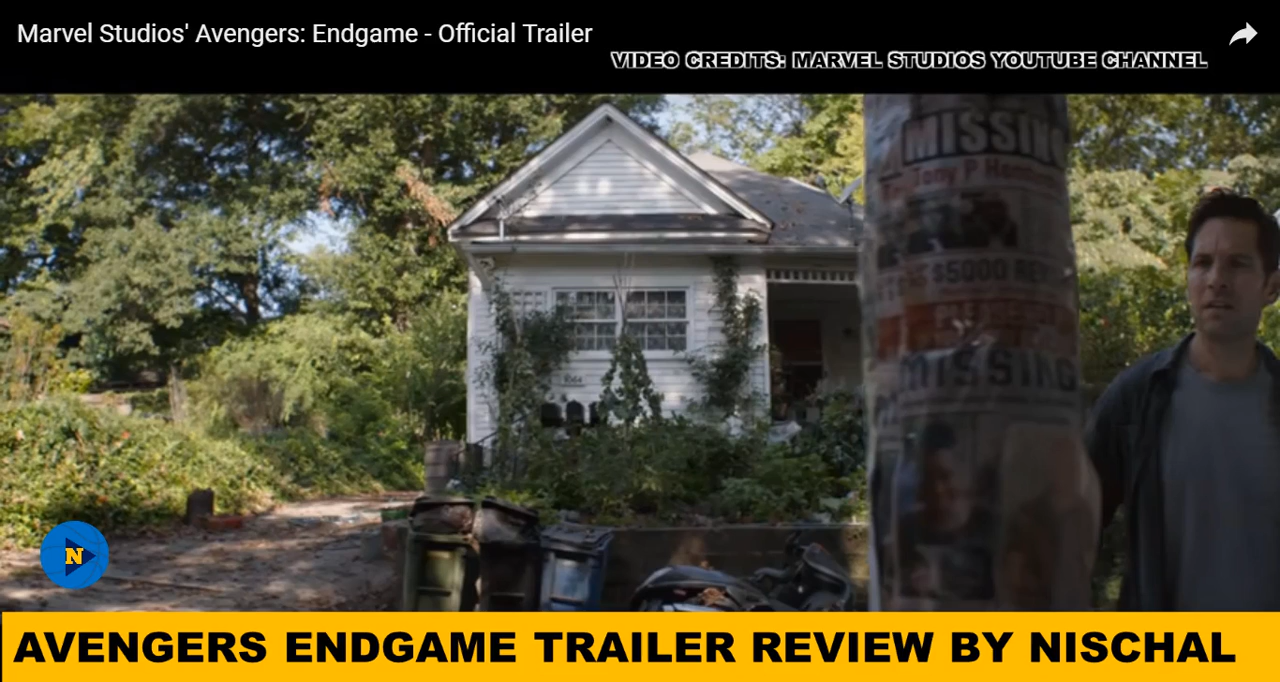 Marvel Studios' Avengers: Endgame - Official Trailer
VIDEO CREDITS: MARVEL STUDIOS YOUTUBE CHANNEL
MISSING
Tony P
$5000
MISSING
N
AVENGERS ENDGAME TRAILER REVIEW BY NISCHAL